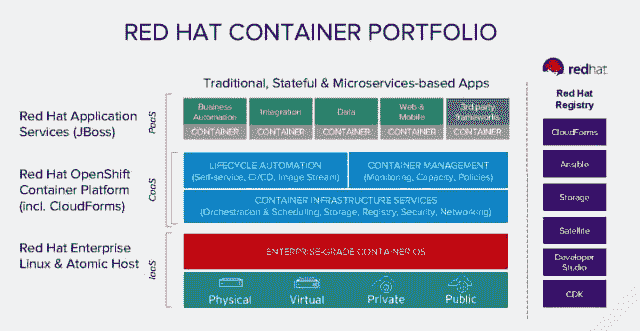 RED HAT CONTAINER PORTFOLIO
Traditional, Stateful & Microservices-based Apps
Red Hat Application
Services (JBoss)
PaaS
Business
Automation
CONTAINER
Integration
CONTAINER
Data
CONTAINER
Web &
Mobile
CONTAINER
3rd party
frameworks
CONTAINER
Red Hat OpenShift
Container Platform
(incl. CloudForms)
CaaS
LIFECYCLE AUTOMATION
(Self-service, CI/CD, Image Stream)
CONTAINER MANAGEMENT
(Monitoring, Capacity, Policies)
CONTAINER INFRASTRUCTURE SERVICES
(Orchestration & Scheduling, Storage, Registry, Security, Networking)
Red Hat Enterprise
Linux & Atomic Host
IaaS
ENTERPRISE-GRADE CONTAINER OS
Physical
Virtual
Private
Public
redhat
Red Hat
Registry
CloudForms
Ansible
Storage
Satellite
Developer
Studio
CDK